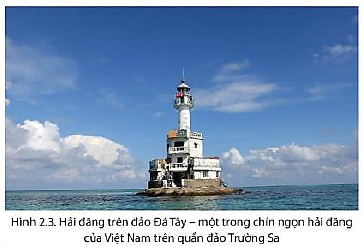 Hình 2.3. Hải đăng trên đảo Đá Tây – một trong chín ngọn hải đăng
của Việt Nam trên quần đảo Trường Sa